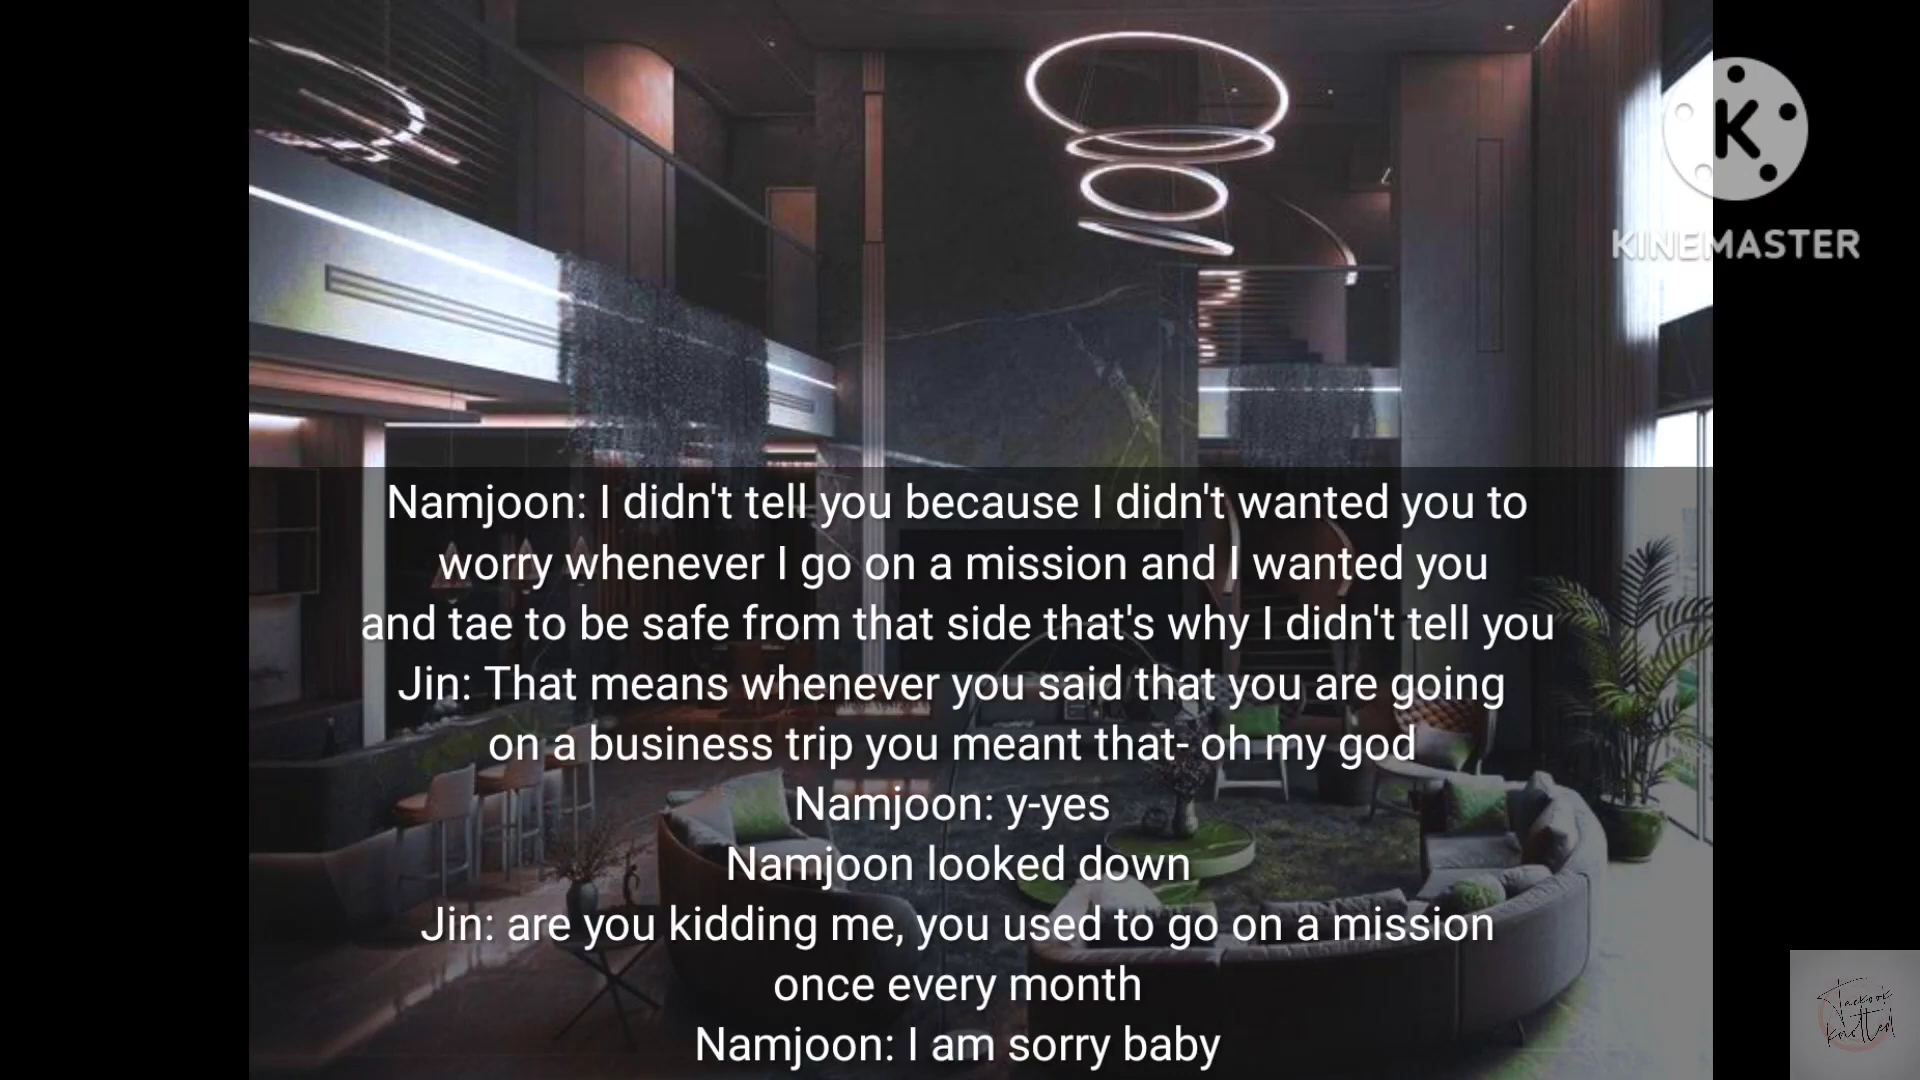 K
KINEMASTER
Namjoon: I didn't tell you because I didn't wanted you to
worry whenever I go on a mission and I wanted you
and tae to be safe from that side that's why I didn't tell you
Jin: That means whenever you said that you are going
on a business trip you meant that- oh my god
Namjoon: y-yes
Namjoon looked down
Jin: are you kidding me, you used to go on a mission
once every month
Namjoon: I am sorry baby
Taekook
knotted